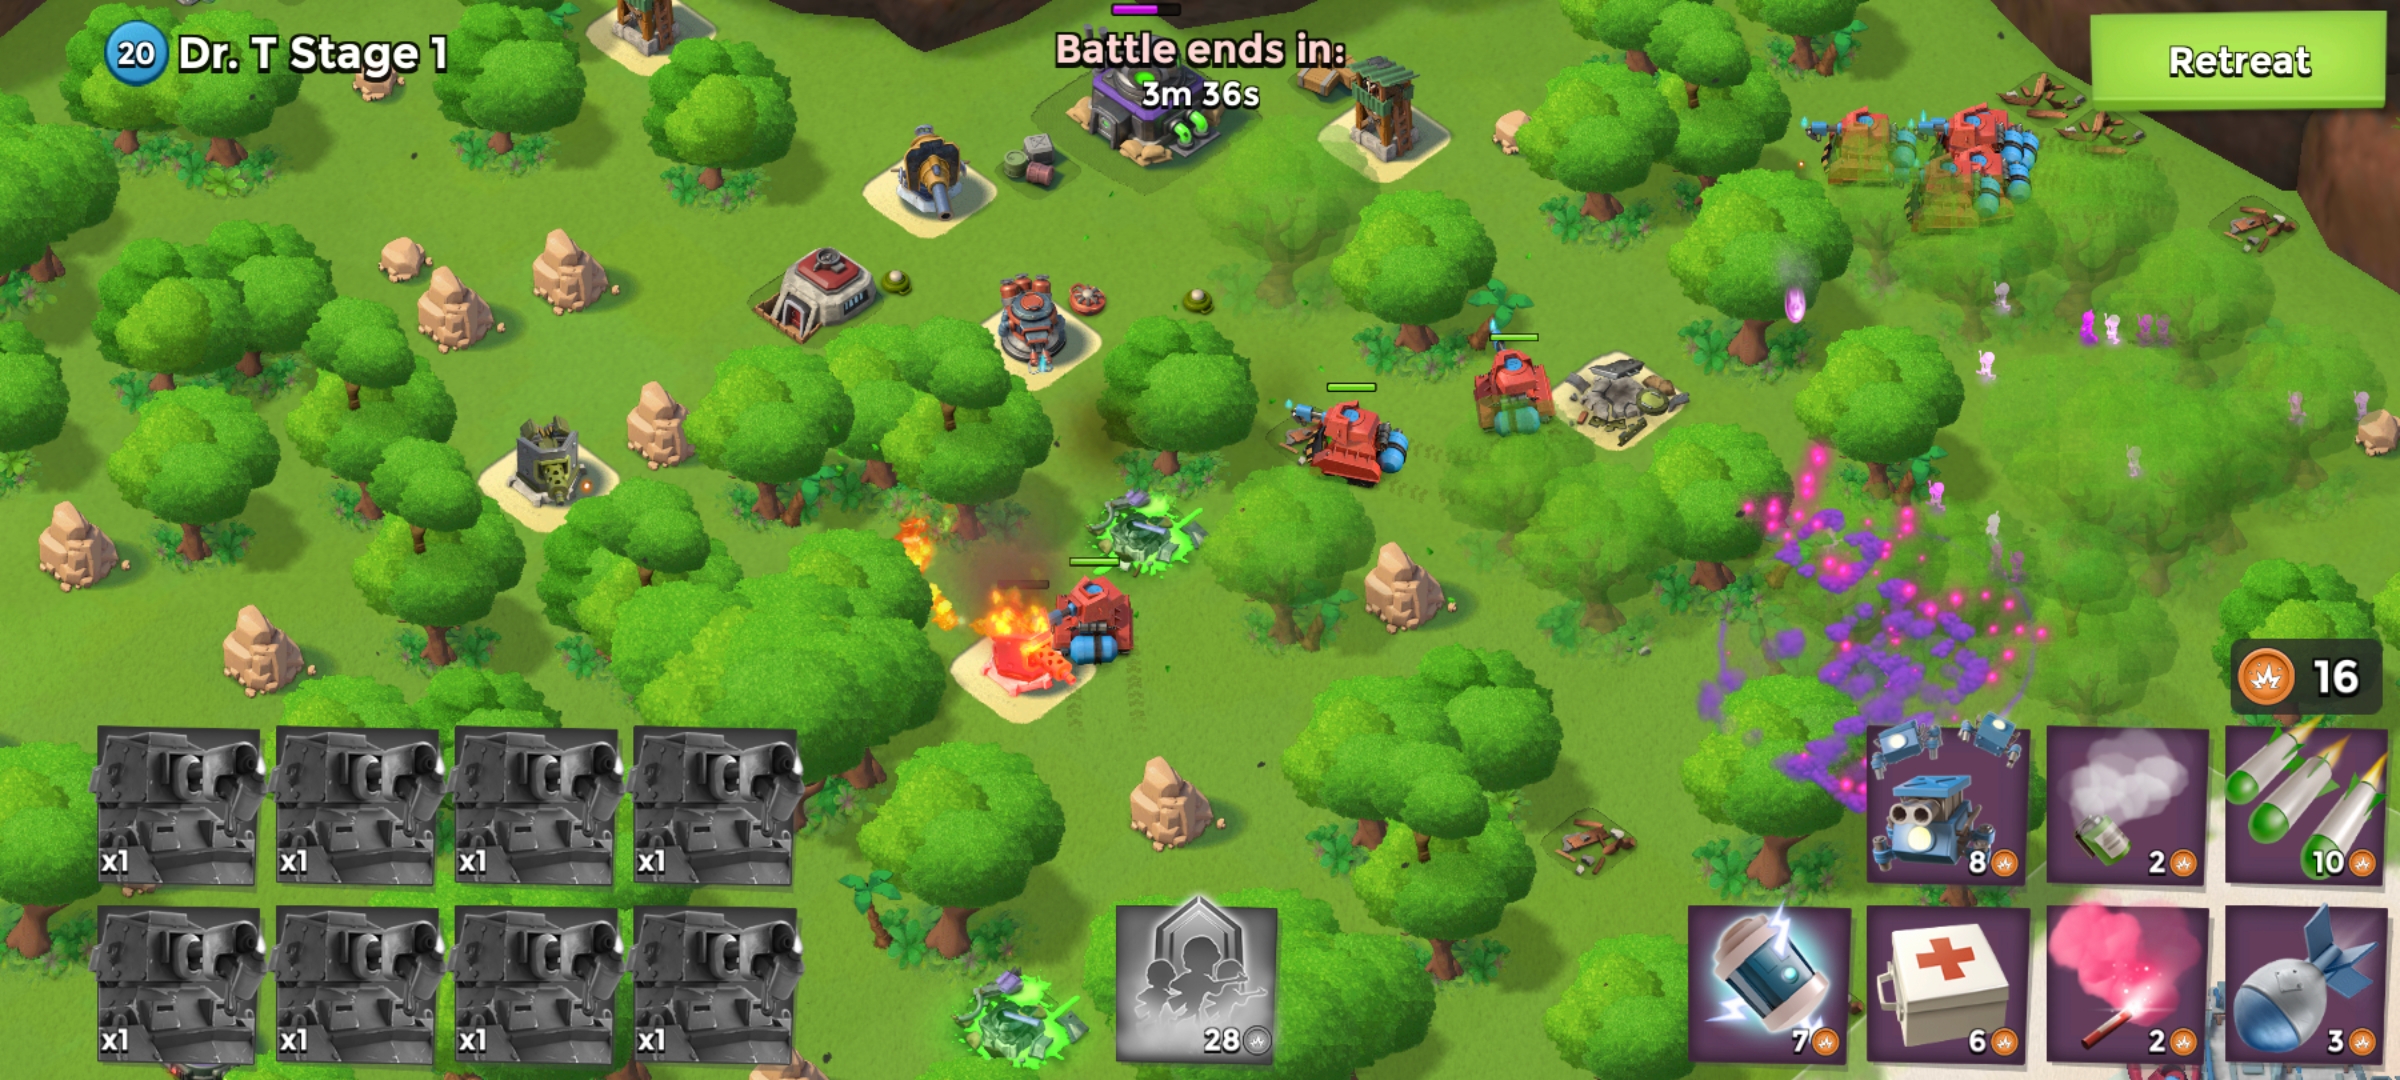 20 Dr. T Stage 1
Battle ends in:
3m 36s
Retreat
16
x1 x1 x1 x1
8 2 10
x1 x1 x1 x1
28
7 6 2 3